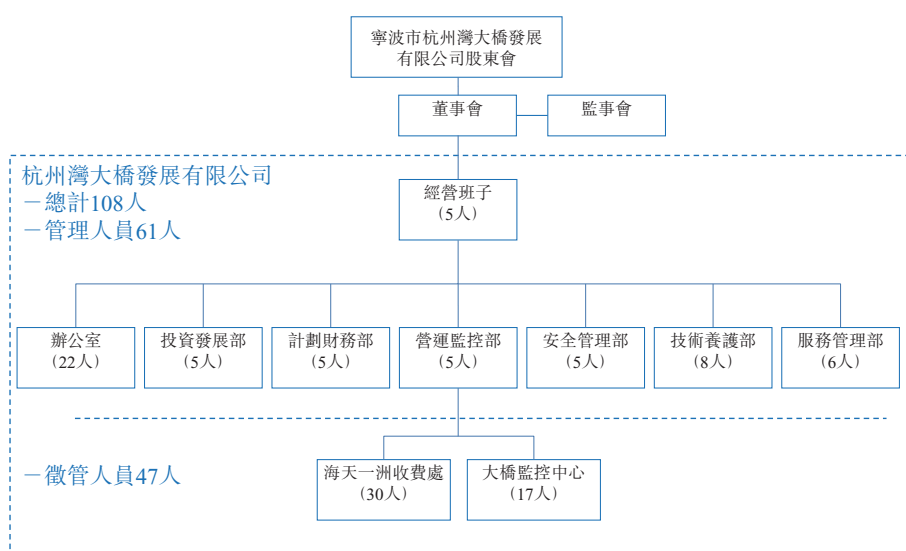 寧波市杭州灣大橋發展
有限公司股東會
董事會
監事會
杭州灣大橋發展有限公司
－總計108人
－管理人員61人
經營班子
（5人）
辦公室
（22人）
投資發展部
（5人）
計劃財務部
（5人）
營運監控部
（5人）
安全管理部
（5人）
技術養護部
（8人）
服務管理部
（6人）
－徵管人員47人
海天一洲收費處
（30人）
大橋監控中心
（17人）